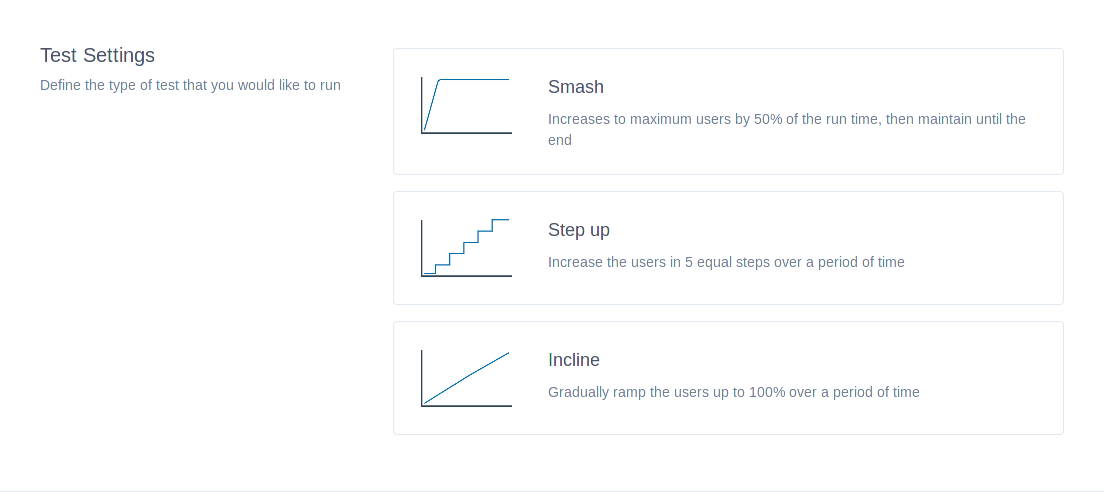 Test Settings
Define the type of test that you would like to run
Smash
Increases to maximum users by 50% of the run time, then maintain until the
end
Step up
Increase the users in 5 equal steps over a period of time
Incline
Gradually ramp the users up to 100% over a period of time